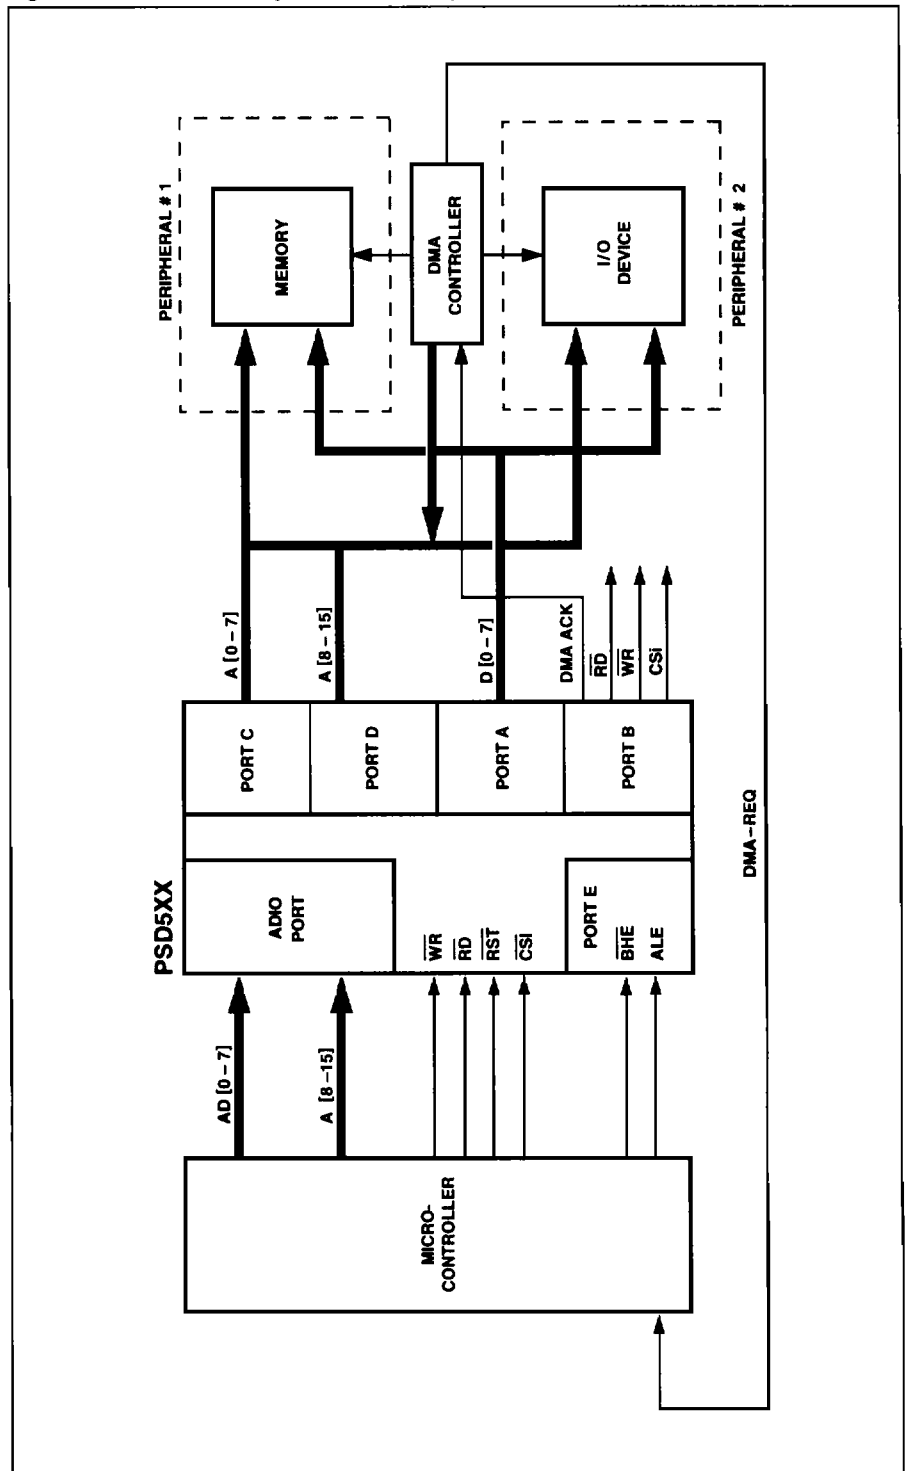 PERIPHERAL # 1
MEMORY
DMA
CONTROLLER
I/O
DEVICE
PERIPHERAL # 2
A [0 – 7]
A [8 – 15]
D [0 – 7]
DMA ACK
RD
WR
CSi
PORT C
PORT D
PORT A
PORT B
DMA–REQ
PSD5XX
ADIO
PORT
WR
RD
RST
CSi
PORT E
BHE
ALE
AD [0 – 7]
A [8 –15]
MICRO-
CONTROLLER